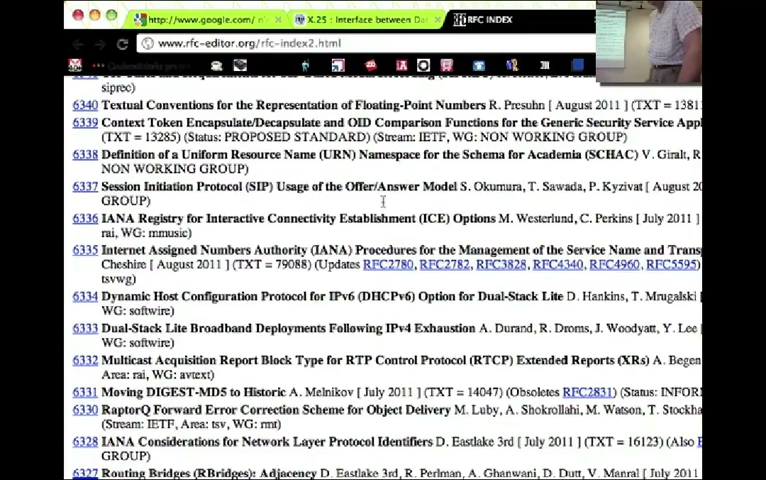 http://www.google.com/
X.25 : Interface between Da
RFC INDEX
www.rfc-editor.org/rfc-index2.html
siprec)
6340 Textual Conventions for the Representation of Floating-Point Numbers R. Presuhn [ August 2011 ] (TXT = 1381
6339 Context Token Encapsulate/Decapsulate and OID Comparison Functions for the Generic Security Service Appl
(TXT = 13285) (Status: PROPOSED STANDARD) (Stream: IETF, WG: NON WORKING GROUP)
6338 Definition of a Uniform Resource Name (URN) Namespace for the Schema for Academia (SCHAC) V. Giralt, R
NON WORKING GROUP)
6337 Session Initiation Protocol (SIP) Usage of the Offer/Answer Model S. Okumura, T. Sawada, P. Kyzivat [ August 20
GROUP)
6336 IANA Registry for Interactive Connectivity Establishment (ICE) Options M. Westerlund, C. Perkins [ July 2011 ]
rai, WG: mmusic)
6335 Internet Assigned Numbers Authority (IANA) Procedures for the Management of the Service Name and Trans
Cheshire [ August 2011 ] (TXT = 79088) (Updates RFC2780, RFC2782, RFC3828, RFC4340, RFC4960, RFC5595)
tsvwg)
6334 Dynamic Host Configuration Protocol for IPv6 (DHCPv6) Option for Dual-Stack Lite D. Hankins, T. Mrugalski
WG: softwire)
6333 Dual-Stack Lite Broadband Deployments Following IPv4 Exhaustion A. Durand, R. Droms, J. Woodyatt, Y. Lee
WG: softwire)
6332 Multicast Acquisition Report Block Type for RTP Control Protocol (RTCP) Extended Reports (XRs) A. Begen
Area: rai, WG: avtext)
6331 Moving DIGEST-MD5 to Historic A. Melnikov [ July 2011 ] (TXT = 14047) (Obsoletes RFC2831) (Status: INFOR
6330 RaptorQ Forward Error Correction Scheme for Object Delivery M. Luby, A. Shokrollahi, M. Watson, T. Stockha
(Stream: IETF, Area: tsv, WG: rmt)
6328 IANA Considerations for Network Layer Protocol Identifiers D. Eastlake 3rd [ July 2011 ] (TXT = 16123) (Also
GROUP)
6327 Routing Bridges (RBridges): Adjacency D. Eastlake 3rd, R. Perlman, A. Ghanwani, D. Dutt, V. Manral [ July 2011